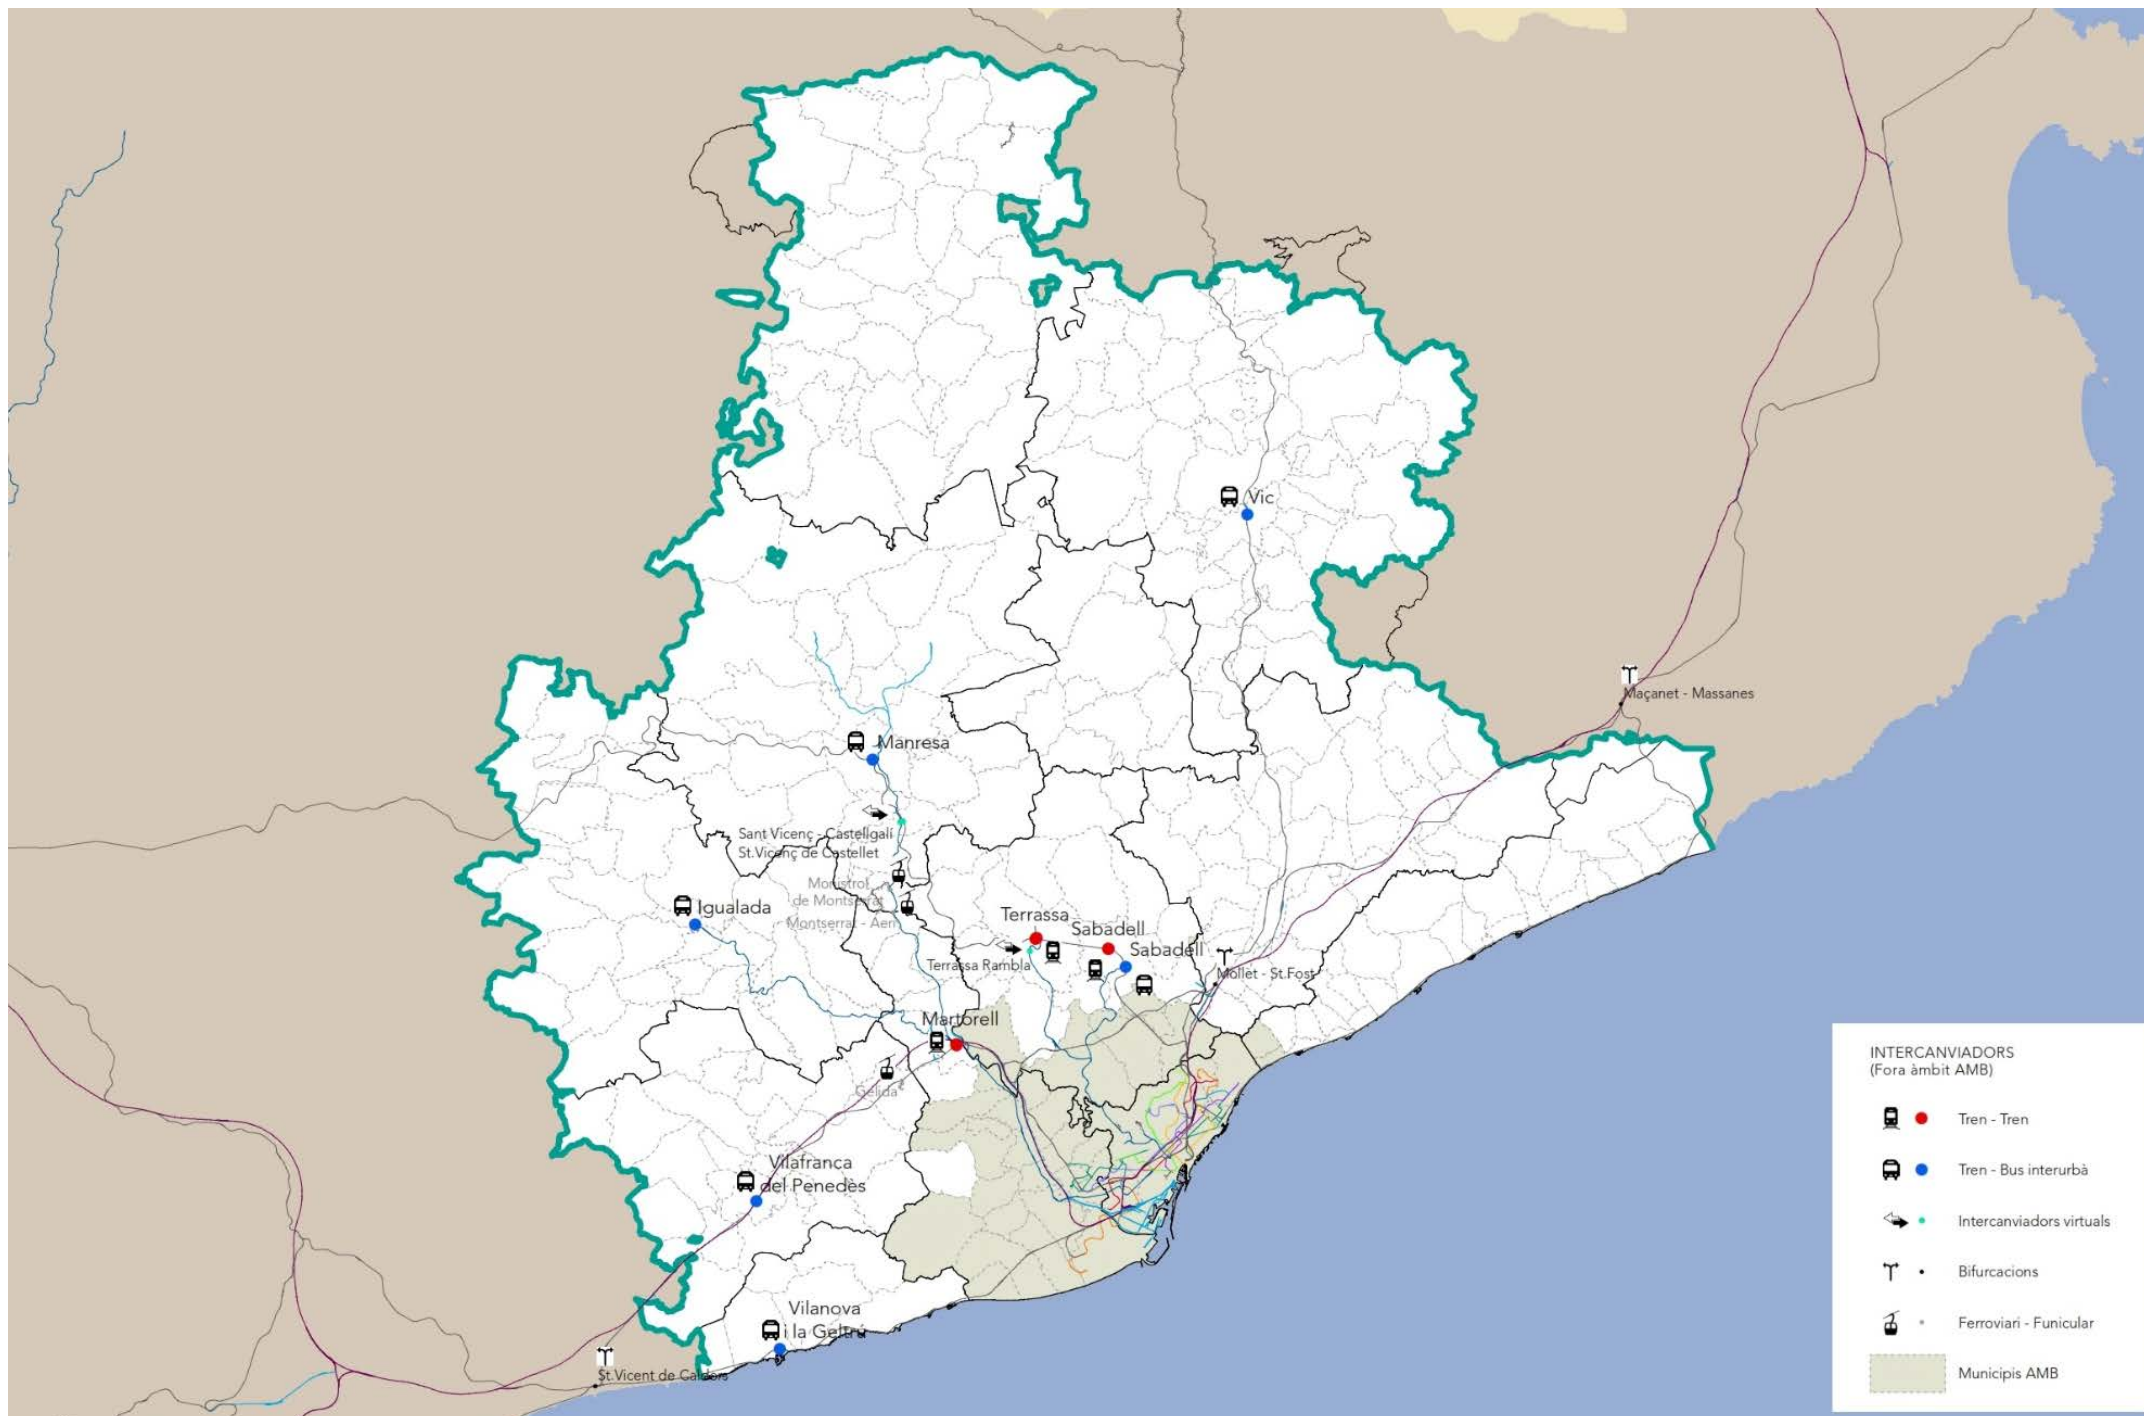 Vic
Maçanet - Massanes
Manresa
Sant Vicenç - Castellgalí
St.Vicenç de Castellet
Monistrol
de Montserrat
Montserrat - Aeri
Igualada
Terrassa
Sabadell
Sabadell
Terrassa Rambla
Mollet - St.Fost
Martorell
Gelida
Vilafranca
del Penedès
Vilanova
i la Geltrú
St.Vicent de Calders
INTERCANVIADORS
(Fora àmbit AMB)
Tren - Tren
Tren - Bus interurbà
Intercanviadors virtuals
Bifurcacions
Ferroviari - Funicular
Municipis AMB